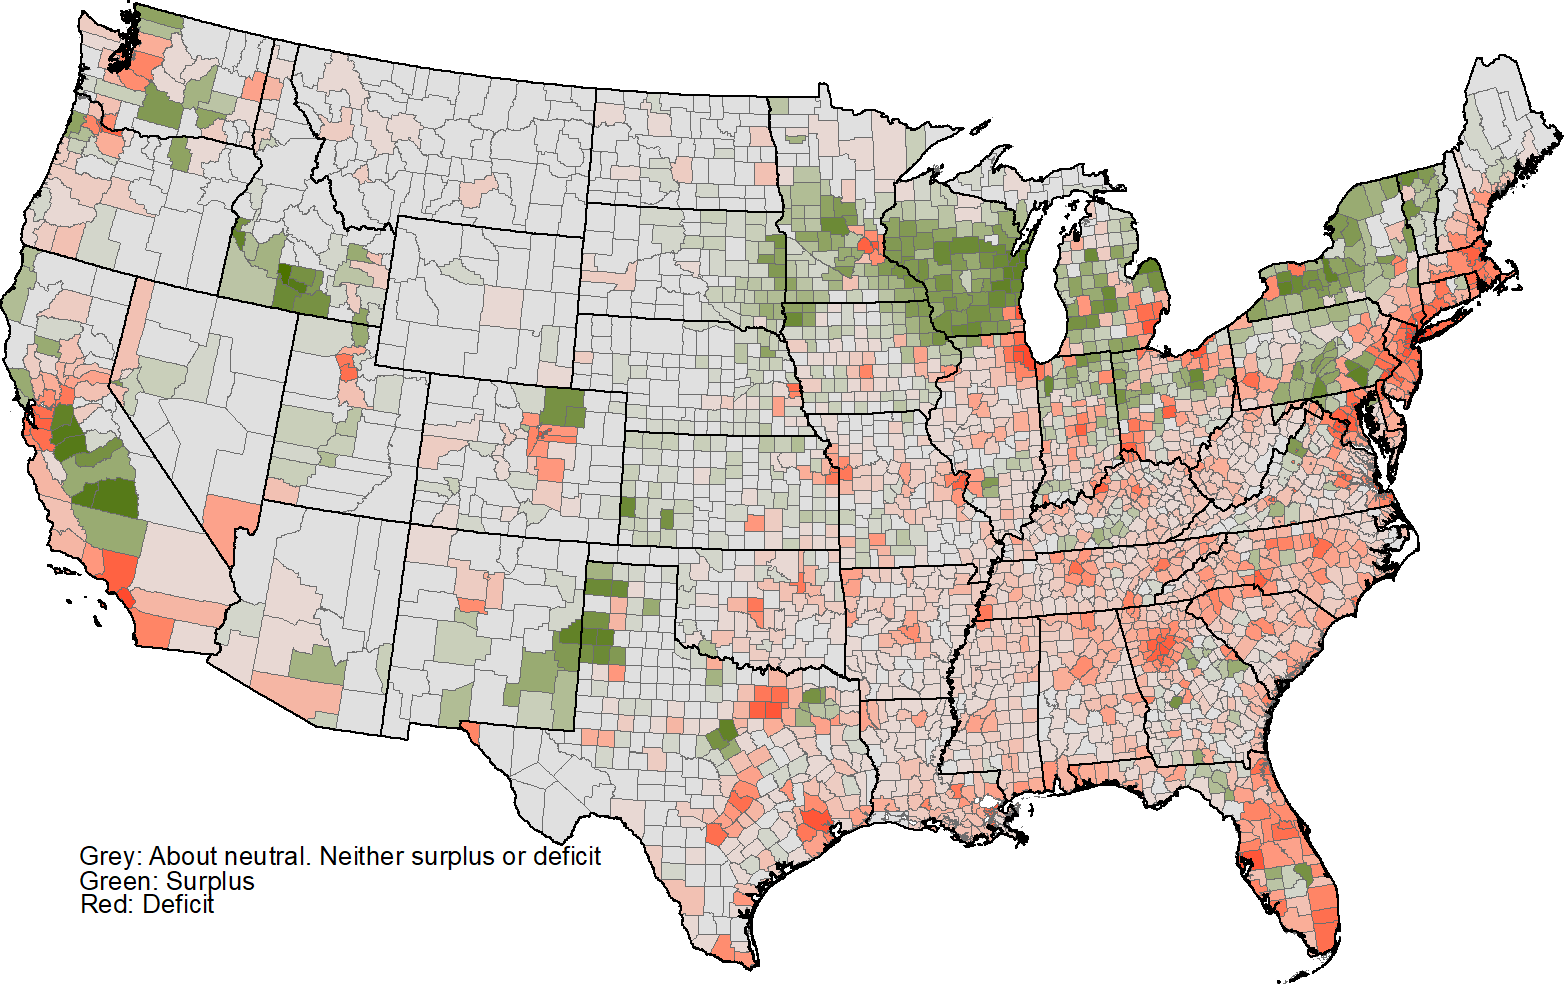 Grey: About neutral. Neither surplus or deficit
Green: Surplus
Red: Deficit